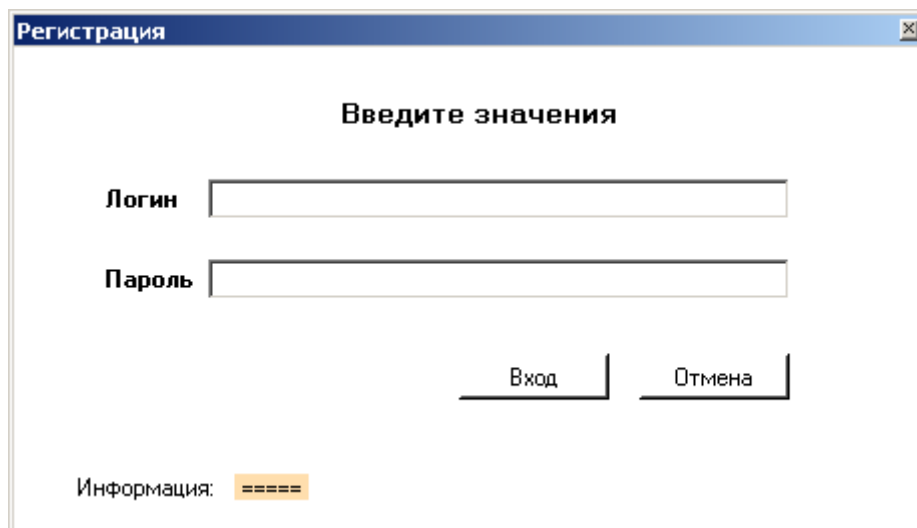 Регистрация
Введите значения
Логин
Пароль
Вход Отмена
Информация: =====